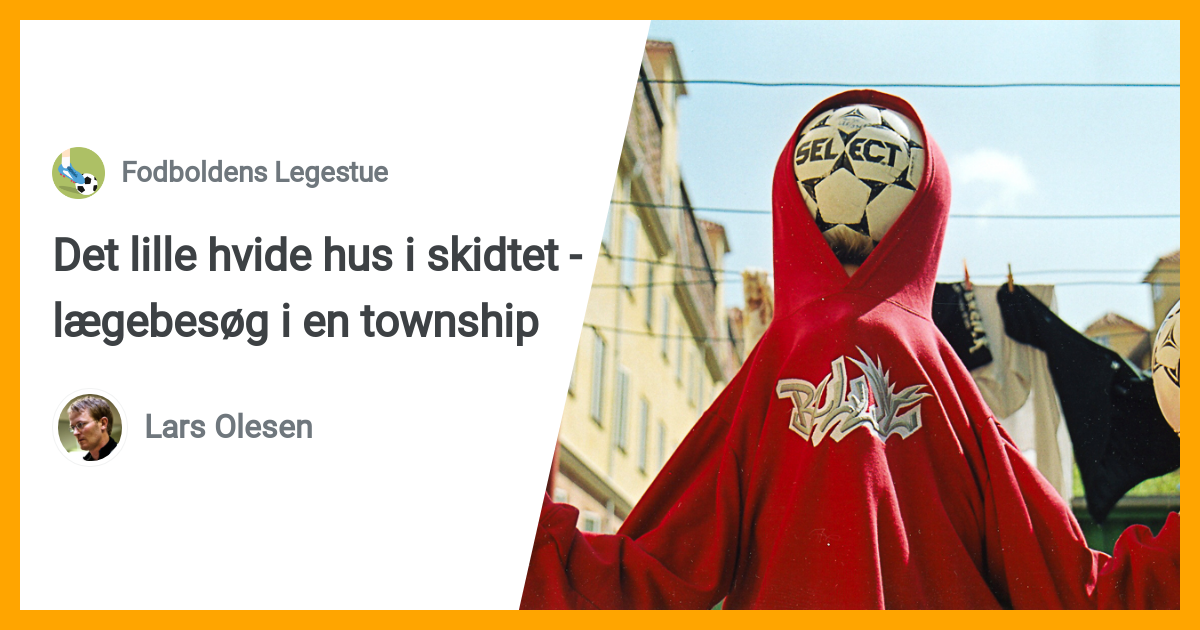 Fodboldens Legestue
Det lille hvide hus i skidtet -
lægebesøg i en township
Lars Olesen
SELECT